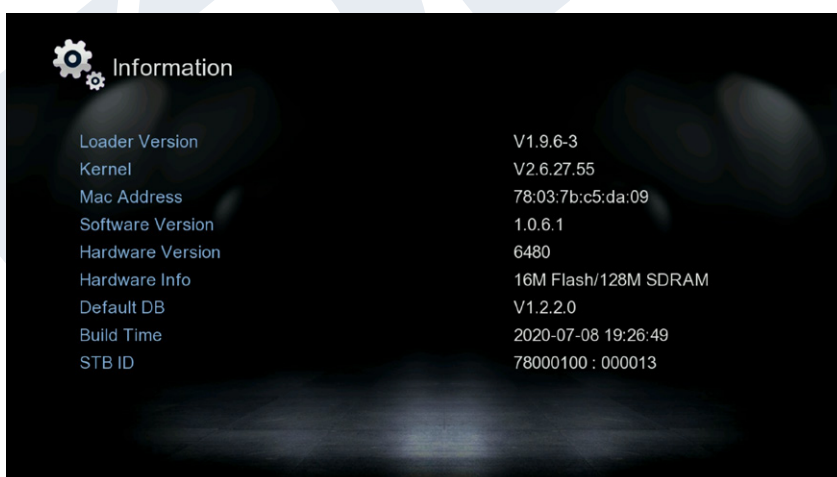 Information
Loader Version V1.9.6-3
Kernel V2.6.27.55
Mac Address 78:03:7b:c5:da:09
Software Version 1.0.6.1
Hardware Version 6480
Hardware Info 16M Flash/128M SDRAM
Default DB V1.2.2.0
Build Time 2020-07-08 19:26:49
STB ID 78000100 : 000013